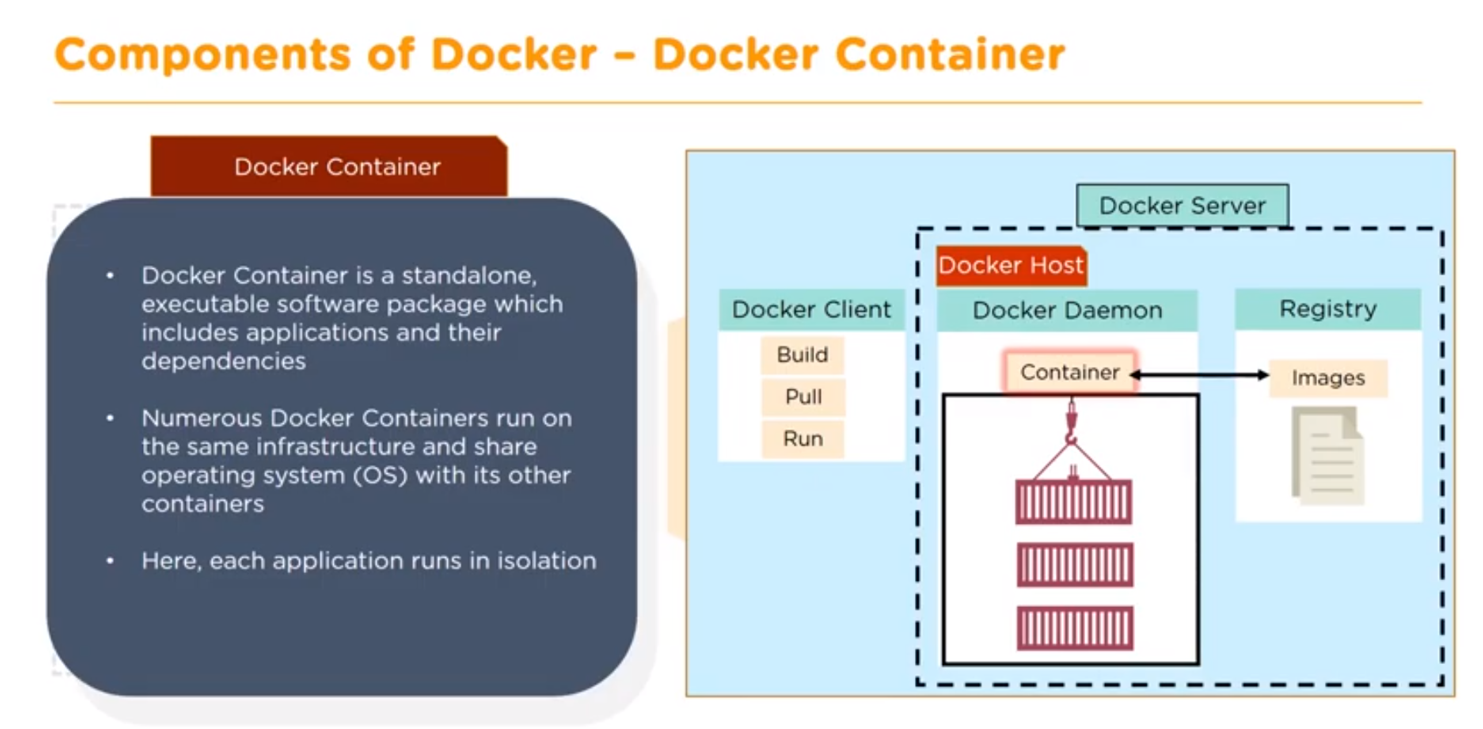 Components of Docker – Docker Container
Docker Container
• Docker Container is a standalone,
executable software package which
includes applications and their
dependencies
• Numerous Docker Containers run on
the same infrastructure and share
operating system (OS) with its other
containers
• Here, each application runs in isolation
Docker Server
Docker Host
Docker Client
Build
Pull
Run
Docker Daemon
Container
Registry
Images